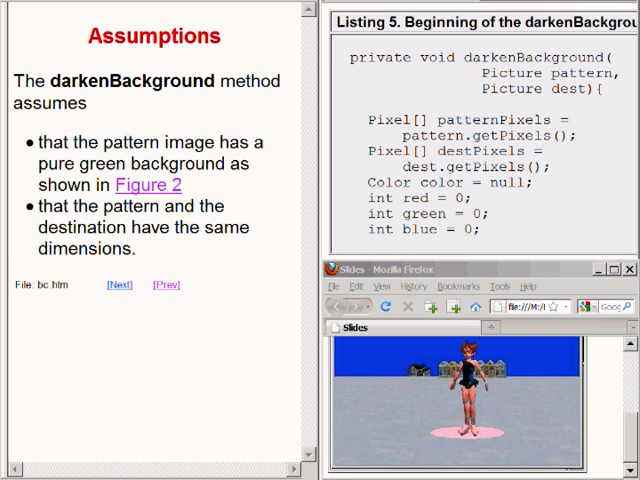 Assumptions
The darkenBackground method
assumes
• that the pattern image has a
pure green background as
shown in Figure 2
• that the pattern and the
destination have the same
dimensions.
File: bc.htm [Next] [Prev]
Listing 5. Beginning of the darkenBackgrou
private void darkenBackground(
Picture pattern,
Picture dest){
Pixel[] patternPixels =
pattern.getPixels();
Pixel[] destPixels =
dest.getPixels();
Color color = null;
int red = 0;
int green = 0;
int blue = 0;
Slides - Mozilla Firefox
File Edit View History Bookmarks Tools Help
file:///M:/l Goog
Slides